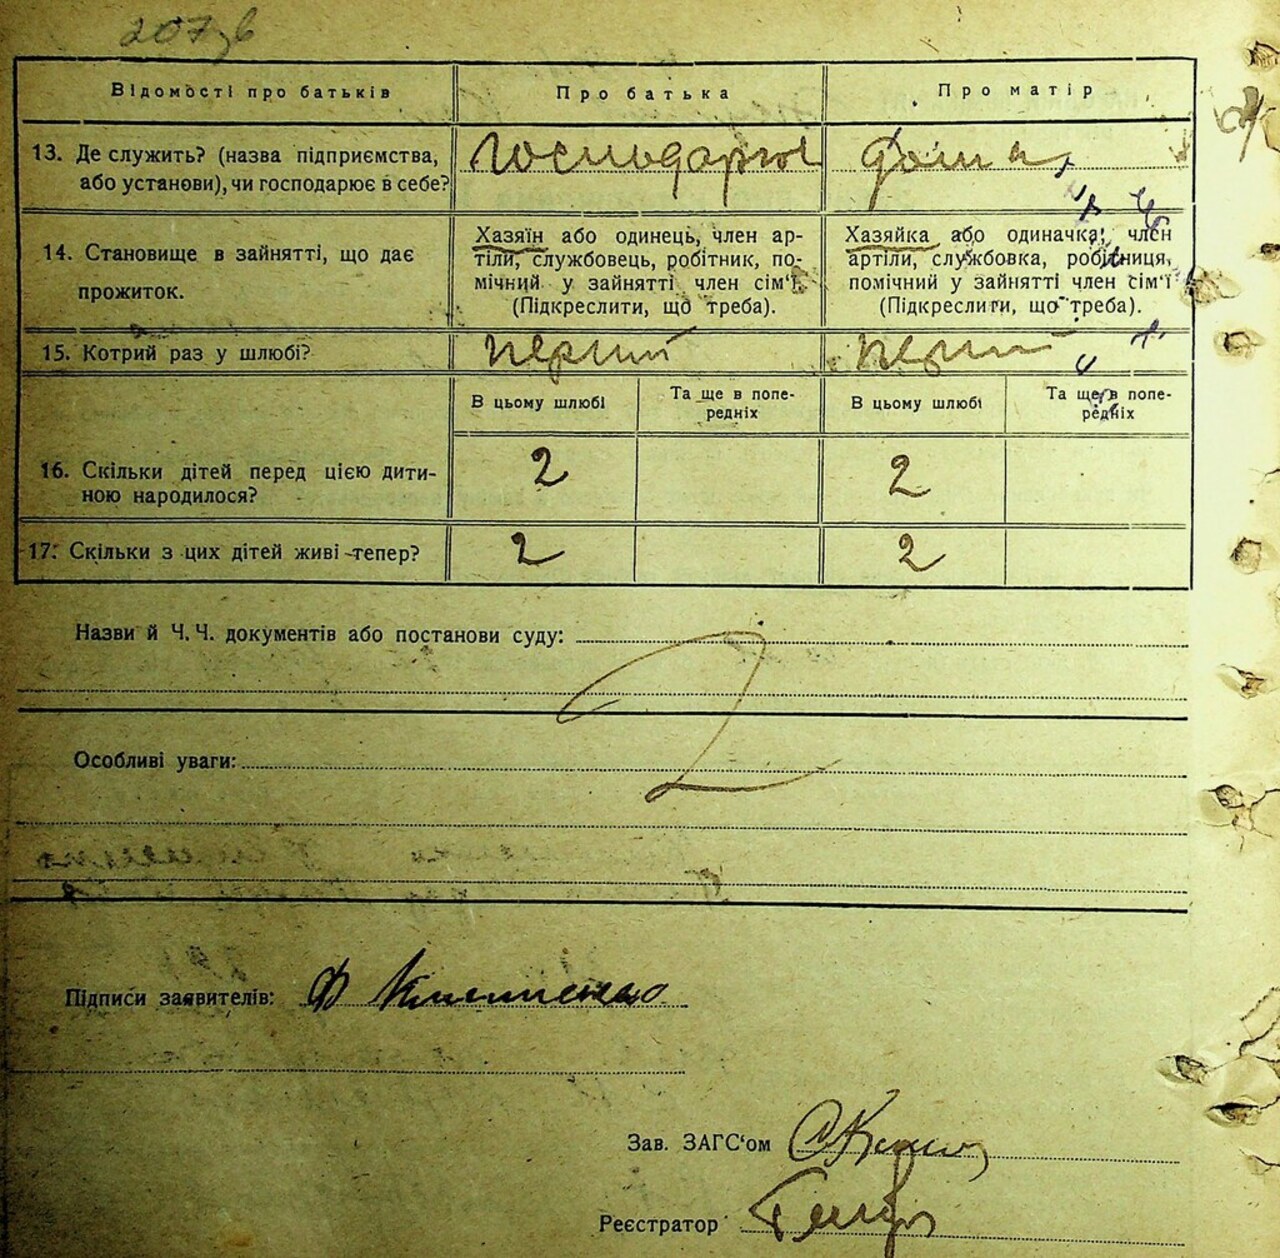 Відомості про батьків
Про батька
Про матір
13. Де служить? (назва підприємства,
або установи), чи господарює в себе?
14. Становище в зайнятті, що дає
прожиток.
Хазяїн або одинець, член ар-
тіли, службовець, робітник, по-
мічний у зайнятті член сім'ї.
(Підкреслити, що треба).
Хазяйка або одиначка, член
артіли, службовка, робітниця,
помічний у зайнятті член сім'ї
(Підкреслити, що треба).
15. Котрий раз у шлюбі?
перший
перший
В цьому шлюбі
Та ще в попе-
редніх
В цьому шлюбі
Та ще в попе-
редніх
16. Скільки дітей перед цією дити-
ною народилося?
2
2
17. Скільки з цих дітей живі тепер?
2
2
Назви й Ч. Ч. документів або постанови суду:
Особливі уваги:
Підписи заявителів:
Зав. ЗАГС'ом
Реєстратор